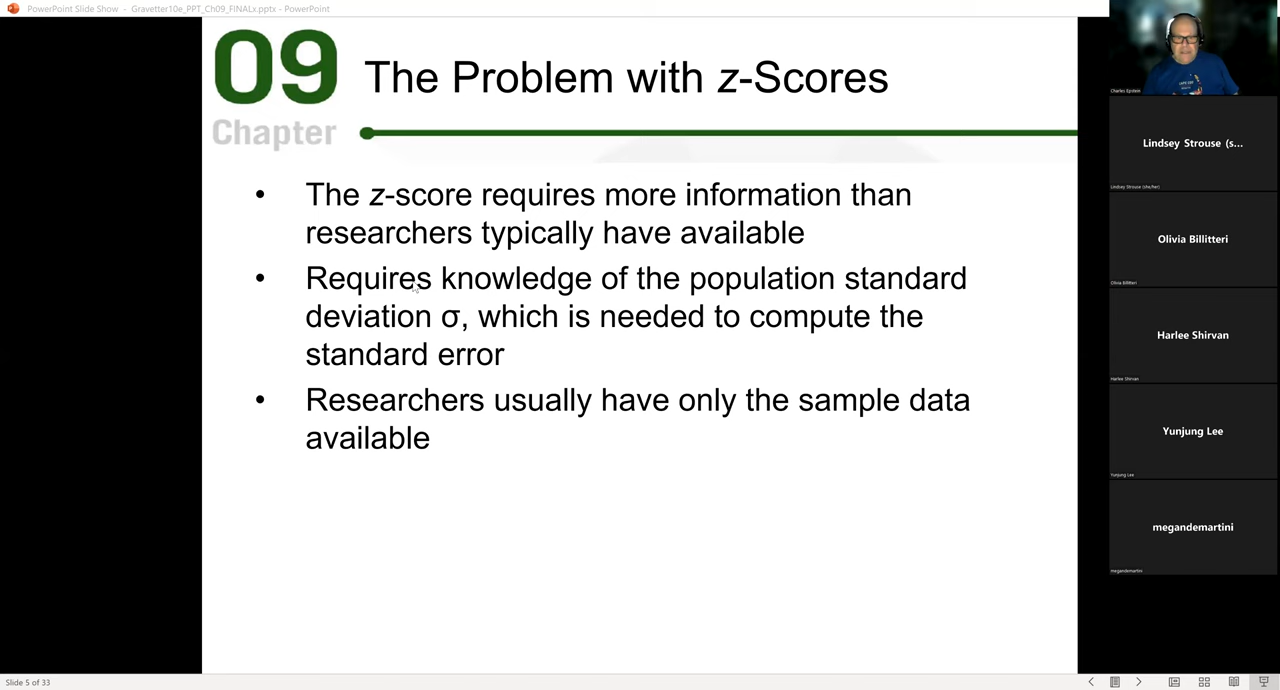 PowerPoint Slide Show - Gravetter10e_PPT_Ch09_FINALx.pptx - PowerPoint
09
Chapter
The Problem with z-Scores
• The z-score requires more information than
researchers typically have available
• Requires knowledge of the population standard
deviation σ, which is needed to compute the
standard error
• Researchers usually have only the sample data
available
Charles Epstein
Lindsey Strouse (s...
Lindsey Strouse (she/her)
Olivia Billitteri
Olivia Billitteri
Harlee Shirvan
Harlee Shirvan
Yunjung Lee
Yunjung Lee
megandemartini
megandemartini
Slide 5 of 33